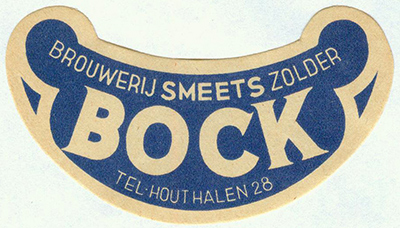 BROUWERIJ SMEETS ZOLDER
BOCK
TEL·HOUTHALEN 28